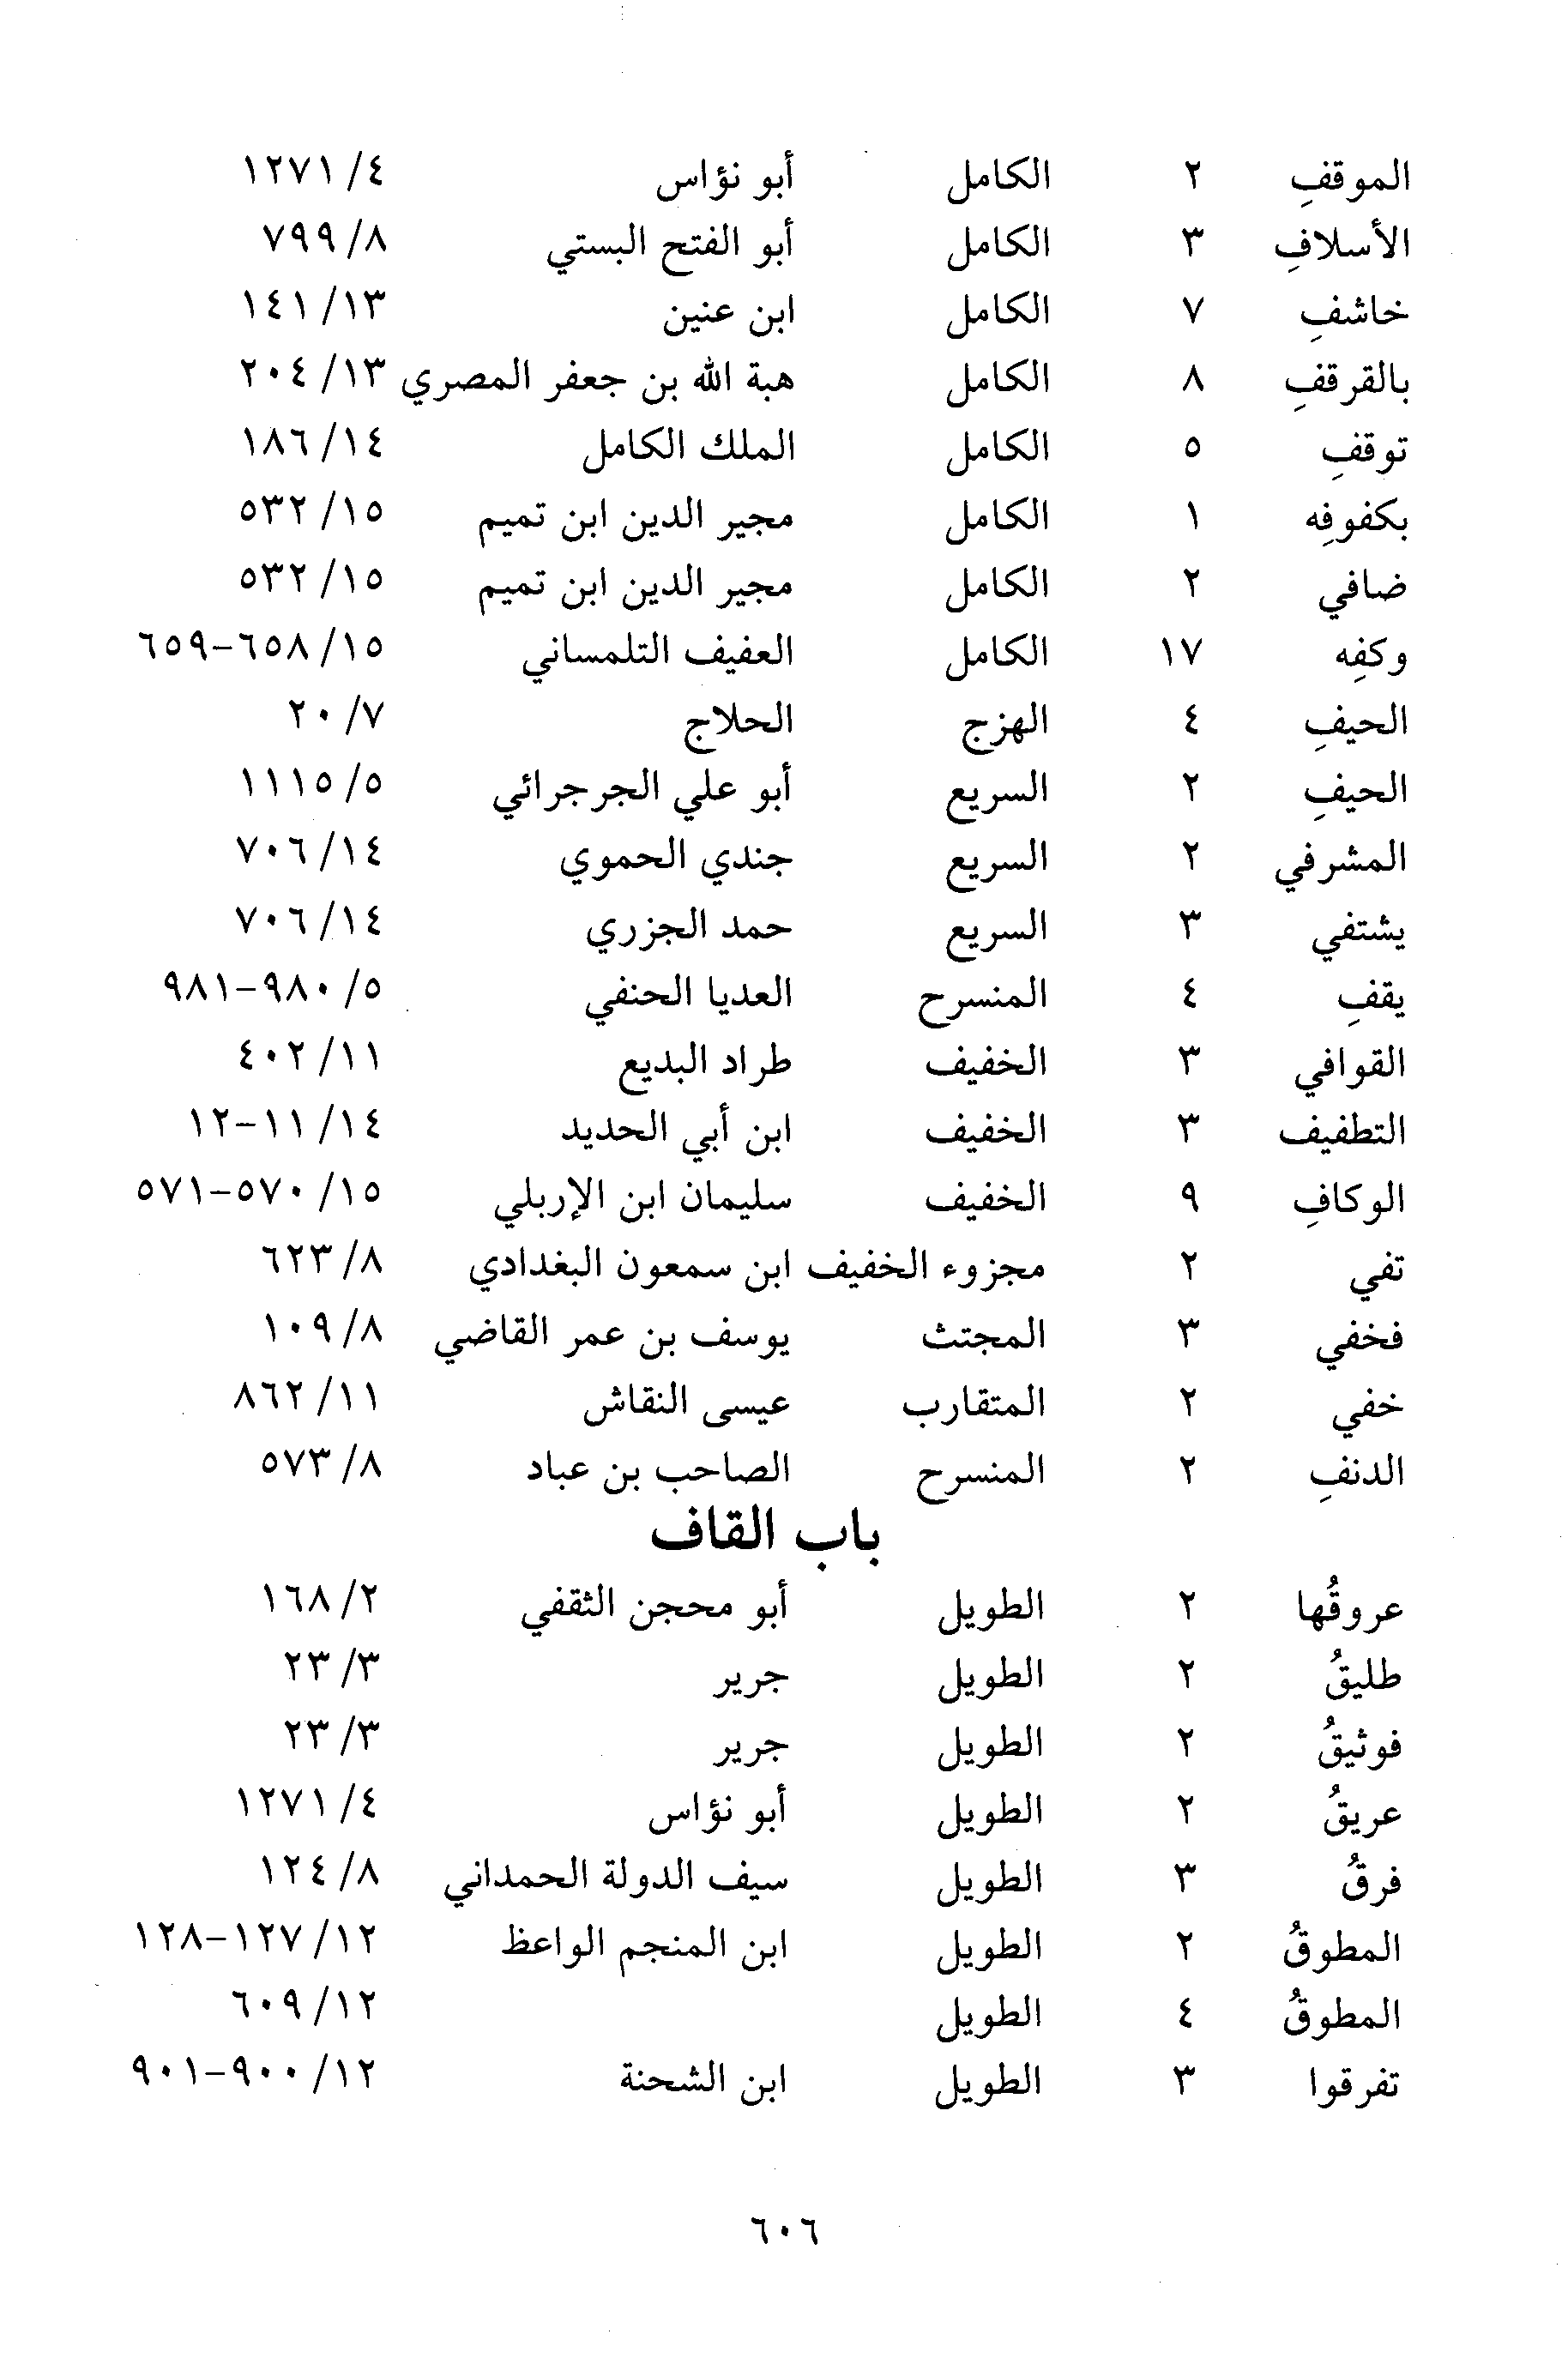 الموقفِ ٢ الكامل أبو نؤاس ٤/ ١٢٧١
الأسلافِ ٣ الكامل أبو الفتح البستي ٨/ ٧٩٩
خاشفِ ٧ الكامل ابن عنين ١٣/ ١٤١
بالقرقفِ ٨ الكامل هبة الله بن جعفر المصري ١٣/ ٢٠٤
توقفِ ٥ الكامل الملك الكامل ١٤/ ١٨٦
بكفوفِه ١ الكامل مجير الدين ابن تميم ١٥/ ٥٣٢
ضافي ٢ الكامل مجير الدين ابن تميم ١٥/ ٥٣٢
وكفِه ١٧ الكامل العفيف التلمساني ١٥/ ٦٥٨-٦٥٩
الحيفِ ٤ الهزج الحلاج ٧/ ٢٠
الحيفِ ٢ السريع أبو علي الجرجرائي ٥/ ١١١٥
المشرفي ٢ السريع جندي الحموي ١٤/ ٧٠٦
يشتفي ٣ السريع حمد الجزري ١٤/ ٧٠٦
يقفِ ٤ المنسرح العديا الحنفي ٥/ ٩٨٠-٩٨١
القوافي ٣ الخفيف طراد البديع ١١/ ٤٠٢
التطفيف ٣ الخفيف ابن أبي الحديد ١٤/ ١١-١٢
الوكافِ ٩ الخفيف سليمان ابن الإربلي ١٥/ ٥٧٠-٥٧١
تفي ٢ مجزوء الخفيف ابن سمعون البغدادي ٨/ ٦٢٣
فخفي ٣ المجتث يوسف بن عمر القاضي ٨/ ١٠٩
خفي ٢ المتقارب عيسى النقاش ١١/ ٨٦٢
الدنفِ ٢ المنسرح الصاحب بن عباد ٨/ ٥٧٣
باب القاف
عروقُها ٢ الطويل أبو محجن الثقفي ٢/ ١٦٨
طليقُ ٢ الطويل جرير ٣/ ٢٣
فوثيقُ ٢ الطويل جرير ٣/ ٢٣
عريقُ ٢ الطويل أبو نؤاس ٤/ ١٢٧١
فرقُ ٣ الطويل سيف الدولة الحمداني ٨/ ١٢٤
المطوقُ ٢ الطويل ابن المنجم الواعظ ١٢/ ١٢٧-١٢٨
المطوقُ ٤ الطويل ١٢/ ٦٠٩
تفرقوا ٣ الطويل ابن الشحنة ١٢/ ٩٠٠-٩٠١
٦٠٦